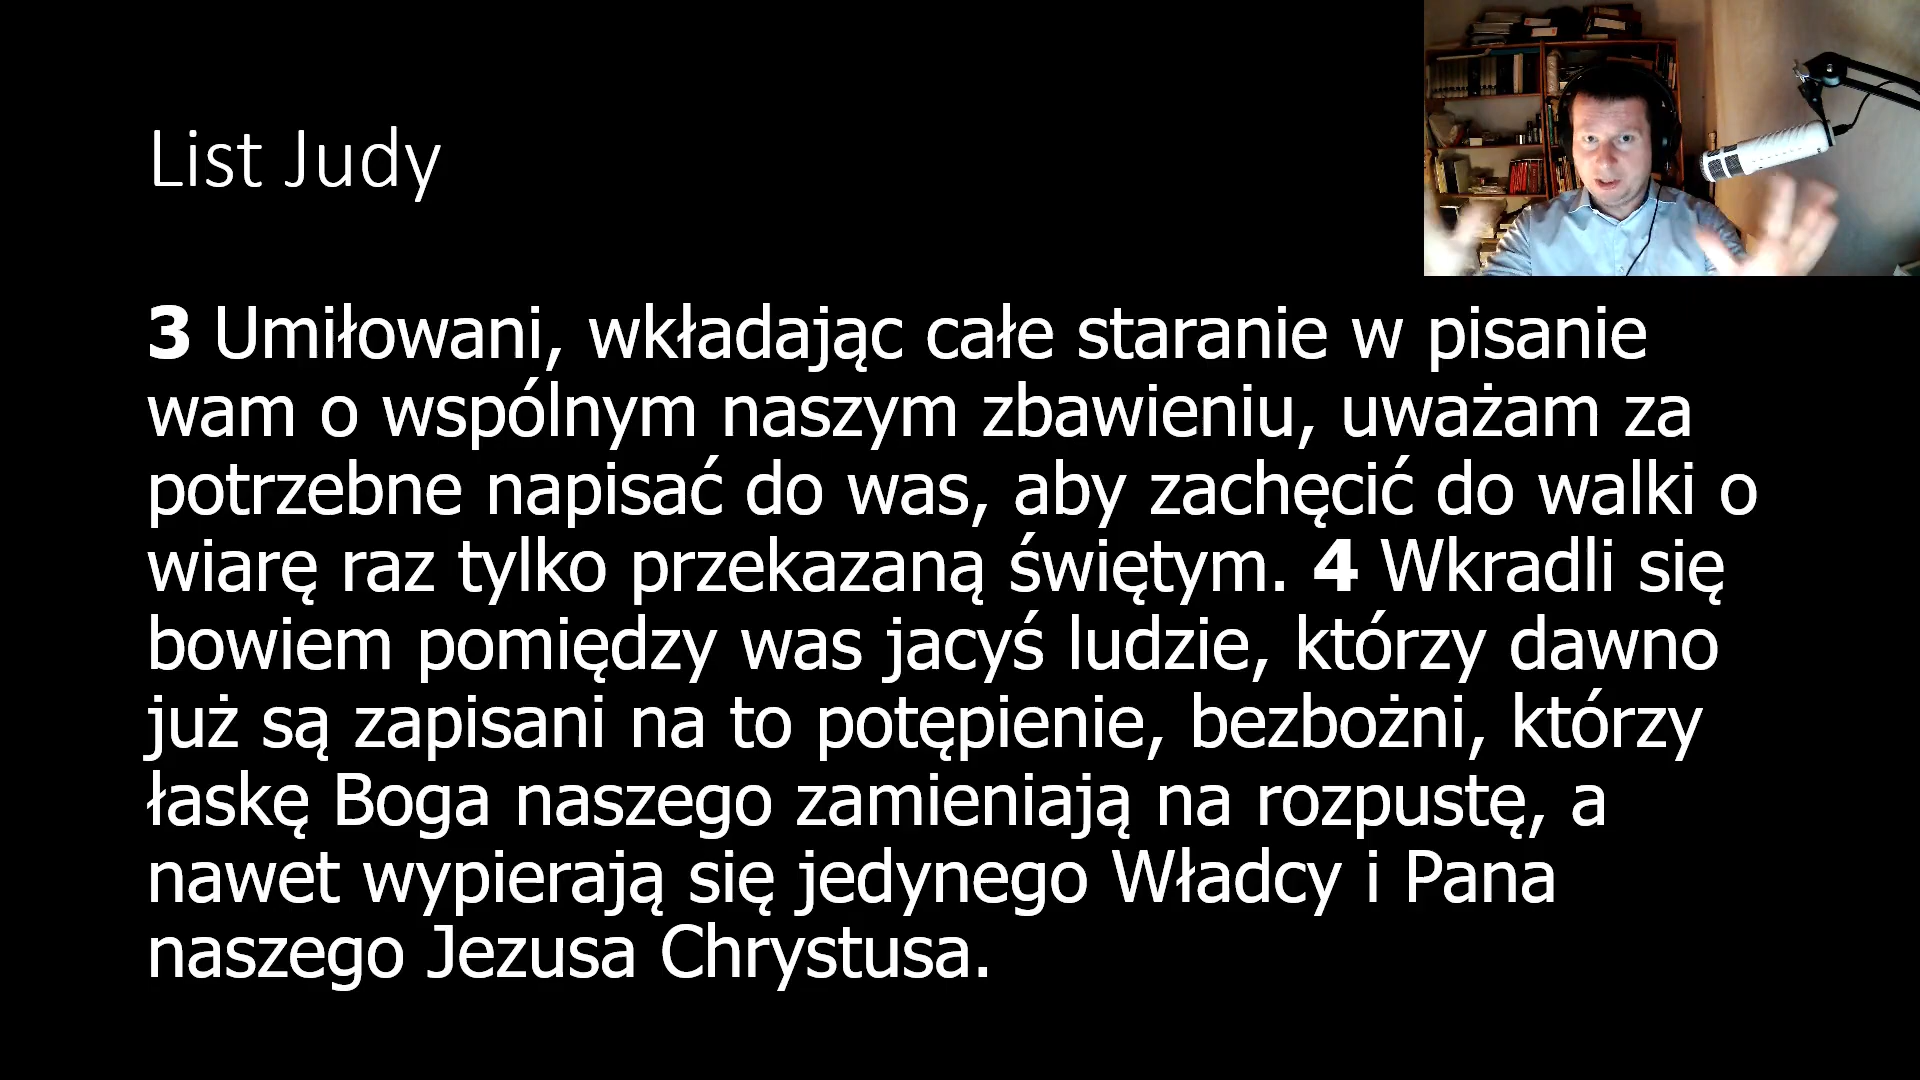 List Judy
3 Umiłowani, wkładając całe staranie w pisanie
wam o wspólnym naszym zbawieniu, uważam za
potrzebne napisać do was, aby zachęcić do walki o
wiarę raz tylko przekazaną świętym. 4 Wkradli się
bowiem pomiędzy was jacyś ludzie, którzy dawno
już są zapisani na to potępienie, bezbożni, którzy
łaskę Boga naszego zamieniają na rozpustę, a
nawet wypierają się jedynego Władcy i Pana
naszego Jezusa Chrystusa.